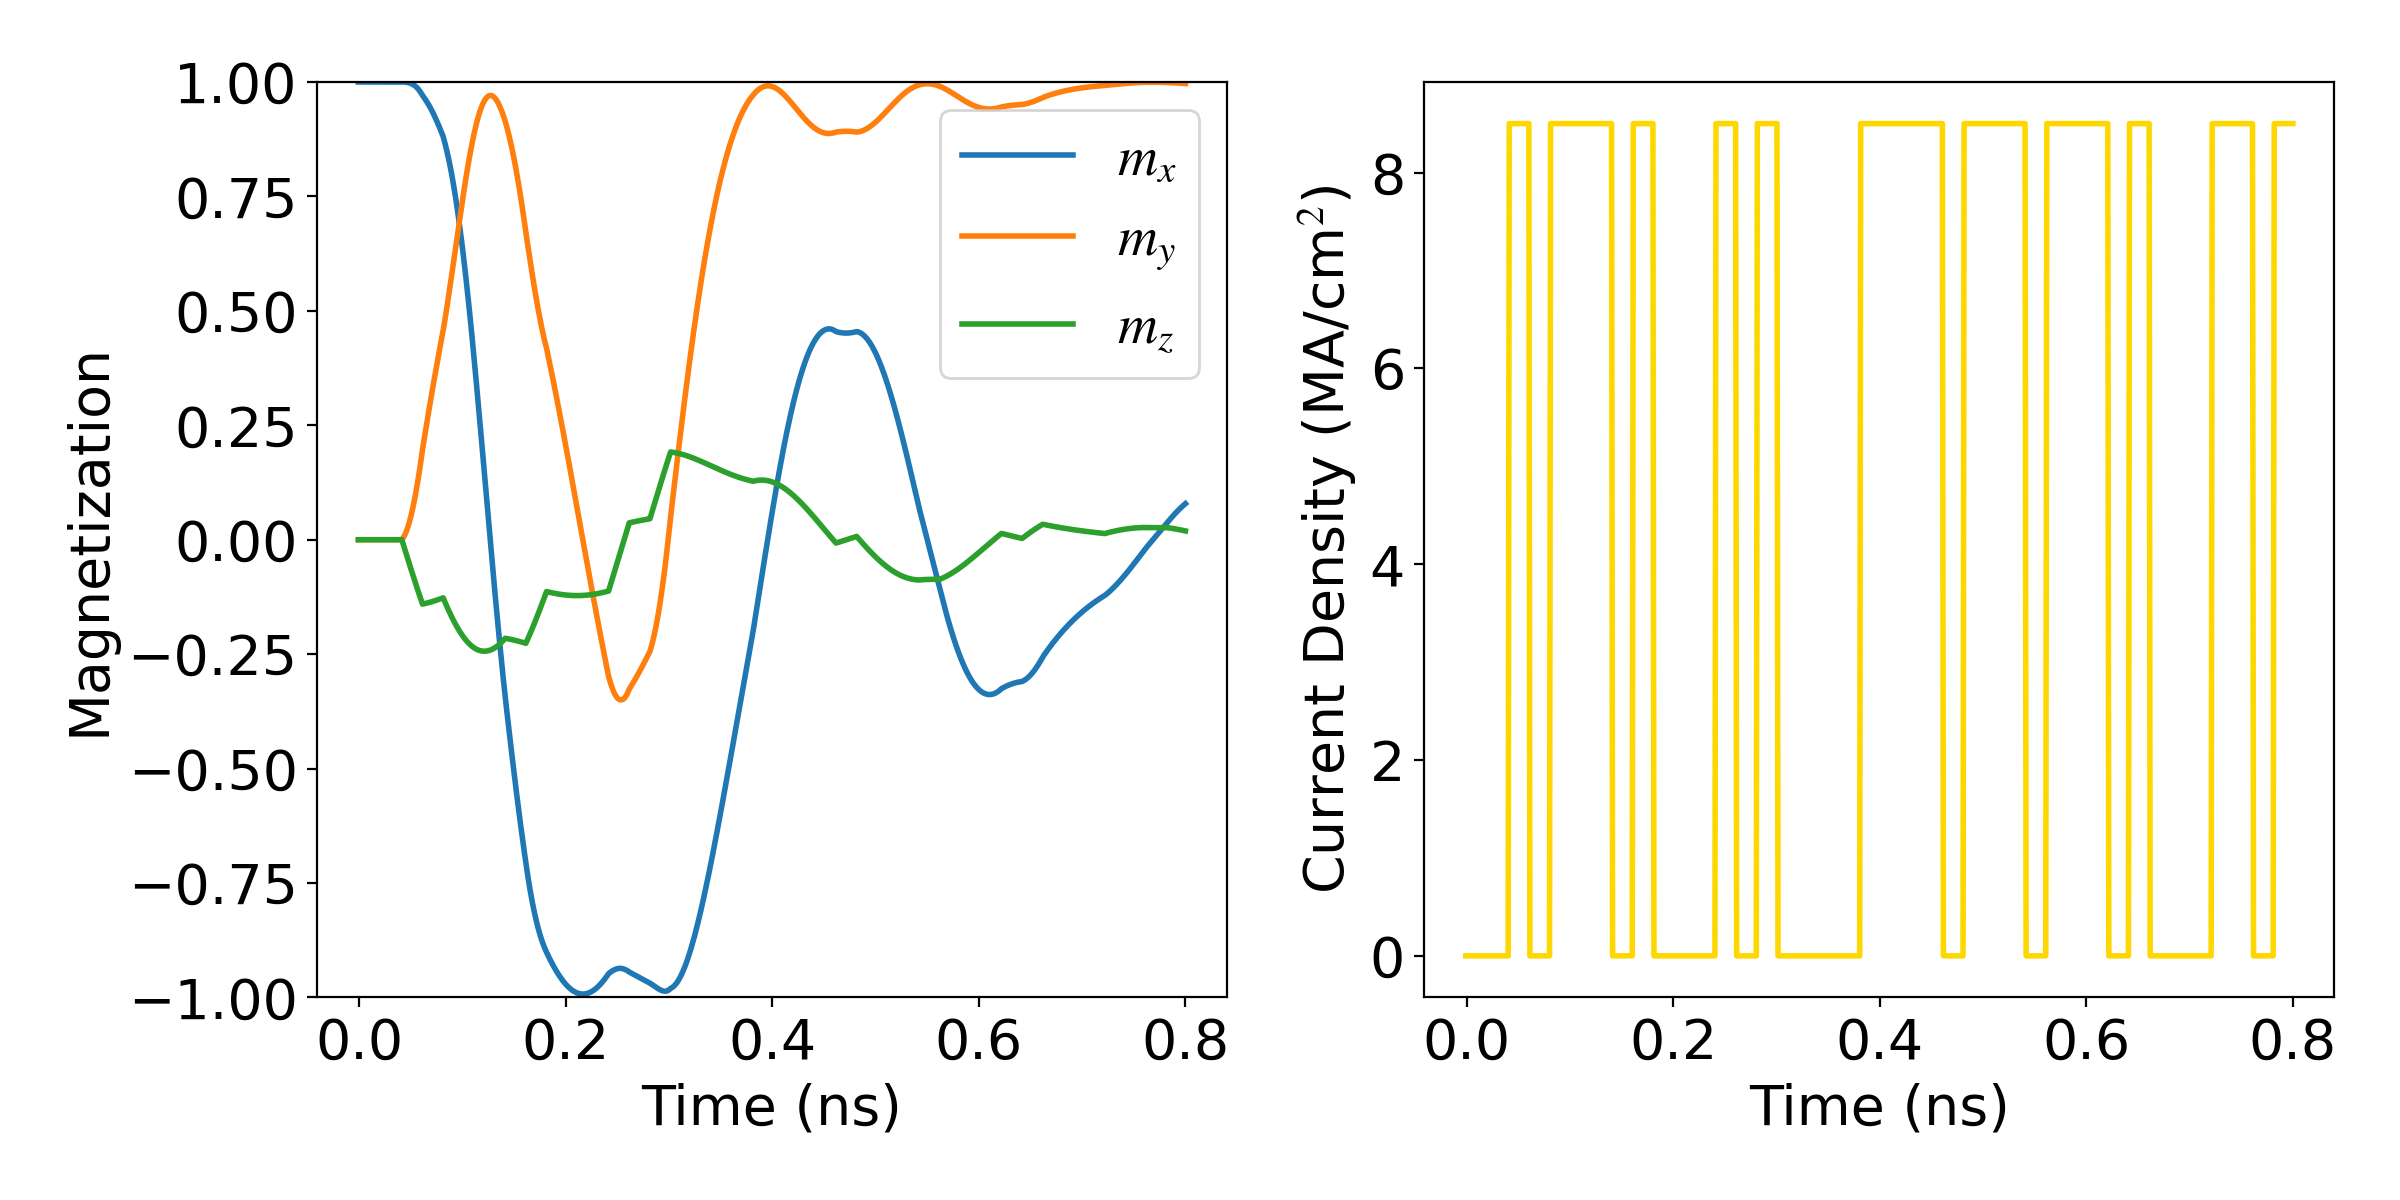 1.00
0.75
0.50
0.25
0.00
−0.25
−0.50
−0.75
−1.00
Magnetization
0.0 0.2 0.4 0.6 0.8
Time (ns)
mₓ
m_y
m_z
8
6
4
2
0
Current Density (MA/cm²)
0.0 0.2 0.4 0.6 0.8
Time (ns)